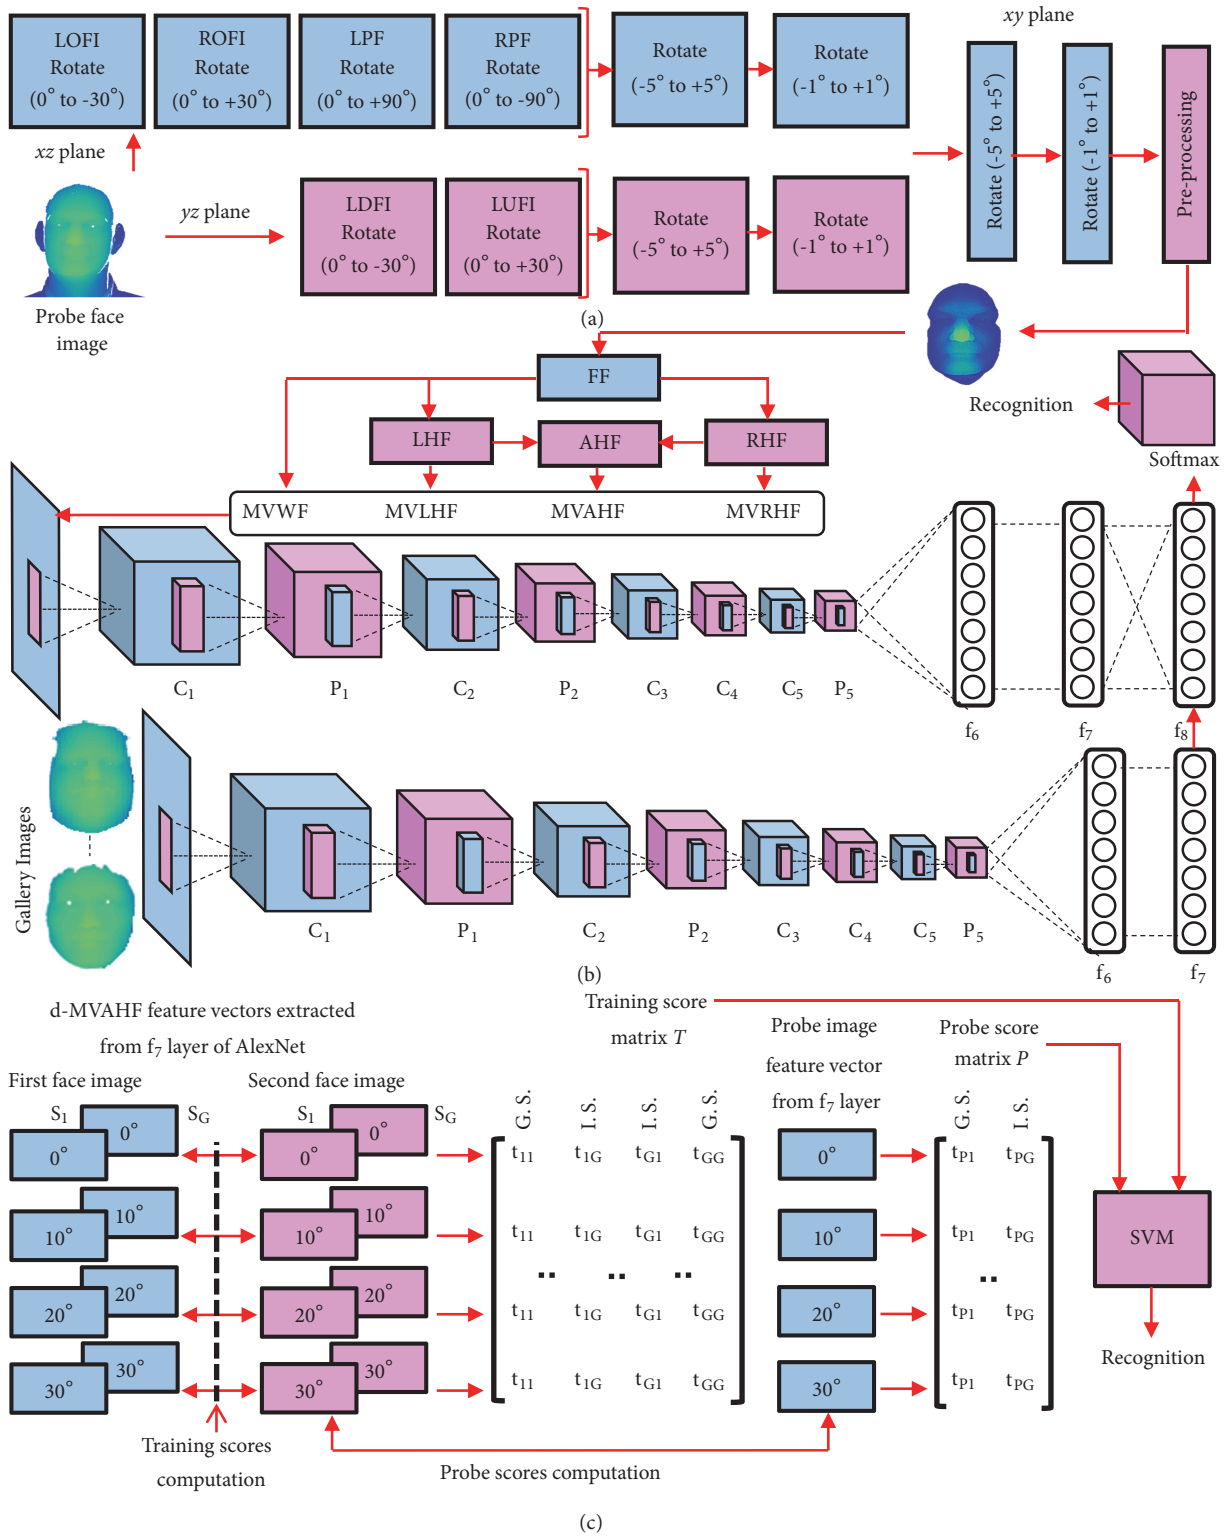 xy plane
LOFI
Rotate
(0° to -30°)
ROFI
Rotate
(0° to +30°)
LPF
Rotate
(0° to +90°)
RPF
Rotate
(0° to -90°)
Rotate
(-5° to +5°)
Rotate
(-1° to +1°)
Rotate (-5° to +5°)
Rotate (-1° to +1°)
Pre-processing
xz plane
yz plane
LDFI
Rotate
(0° to -30°)
LUFI
Rotate
(0° to +30°)
Rotate
(-5° to +5°)
Rotate
(-1° to +1°)
Probe face
image
(a)
FF
LHF
AHF
RHF
Recognition
Softmax
MVWF
MVLHF
MVAHF
MVRHF
C1
P1
C2
P2
C3
C4
C5
P5
f6
f7
f8
Gallery Images
C1
P1
C2
P2
C3
C4
C5
P5
f6
f7
(b)
d-MVAHF feature vectors extracted
from f7 layer of AlexNet
Training score
matrix T
Probe image
feature vector
from f7 layer
Probe score
matrix P
First face image
Second face image
S1
SG
S1
SG
G. S.
I. S.
I. S.
G. S.
G. S.
I. S.
0°
0°
0°
0°
t11 t1G tG1 tGG
0°
tP1 tPG
10°
10°
10°
10°
t11 t1G tG1 tGG
10°
tP1 tPG
SVM
20°
20°
20°
20°
t11 t1G tG1 tGG
20°
tP1 tPG
30°
30°
30°
30°
t11 t1G tG1 tGG
30°
tP1 tPG
Recognition
Training scores
computation
Probe scores computation
(c)